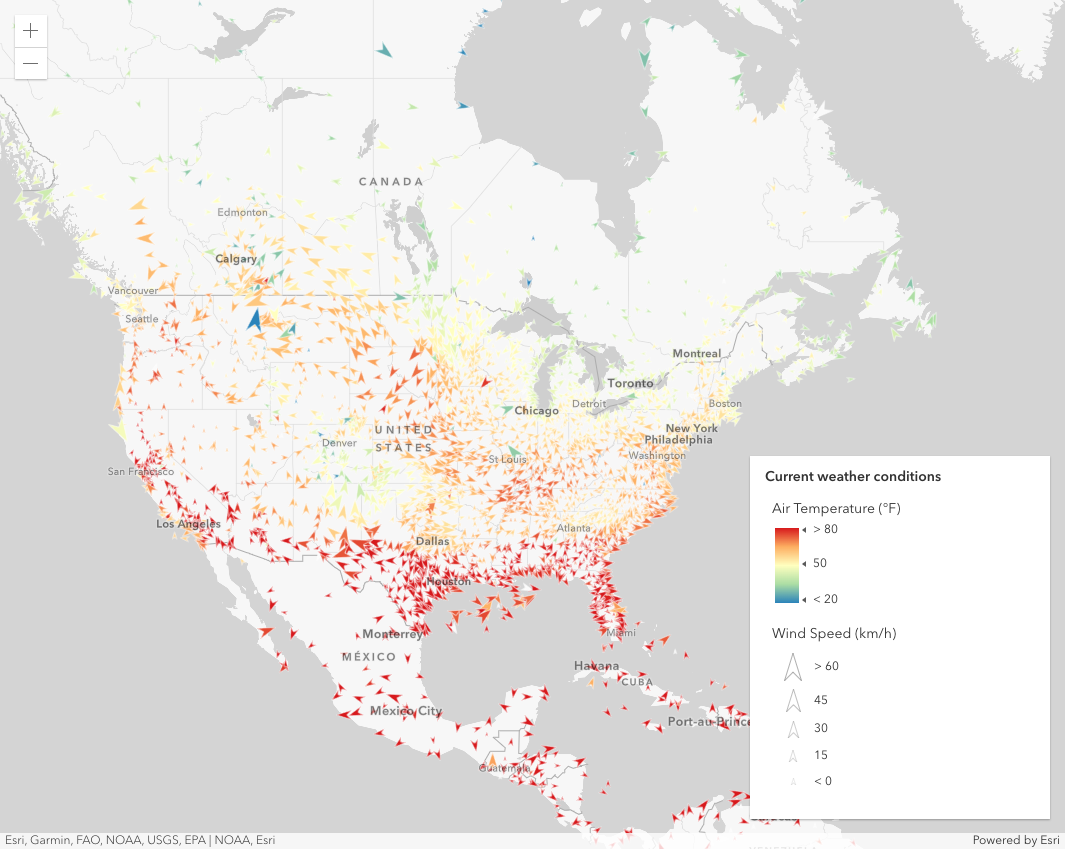 +
−
CANADA
Edmonton
Calgary
Vancouver
Seattle
Montreal
Toronto
Boston
Detroit
Chicago
New York
UNITED
STATES
Philadelphia
Denver
Washington
St Louis
San Francisco
Los Angeles
Atlanta
Dallas
Houston
Miami
Monterrey
MÉXICO
Havana
CUBA
Mexico City
Port-au-Prince
Guatemala
Current weather conditions
Air Temperature (°F)
> 80
50
< 20
Wind Speed (km/h)
> 60
45
30
15
< 0
Esri, Garmin, FAO, NOAA, USGS, EPA | NOAA, Esri
Powered by Esri